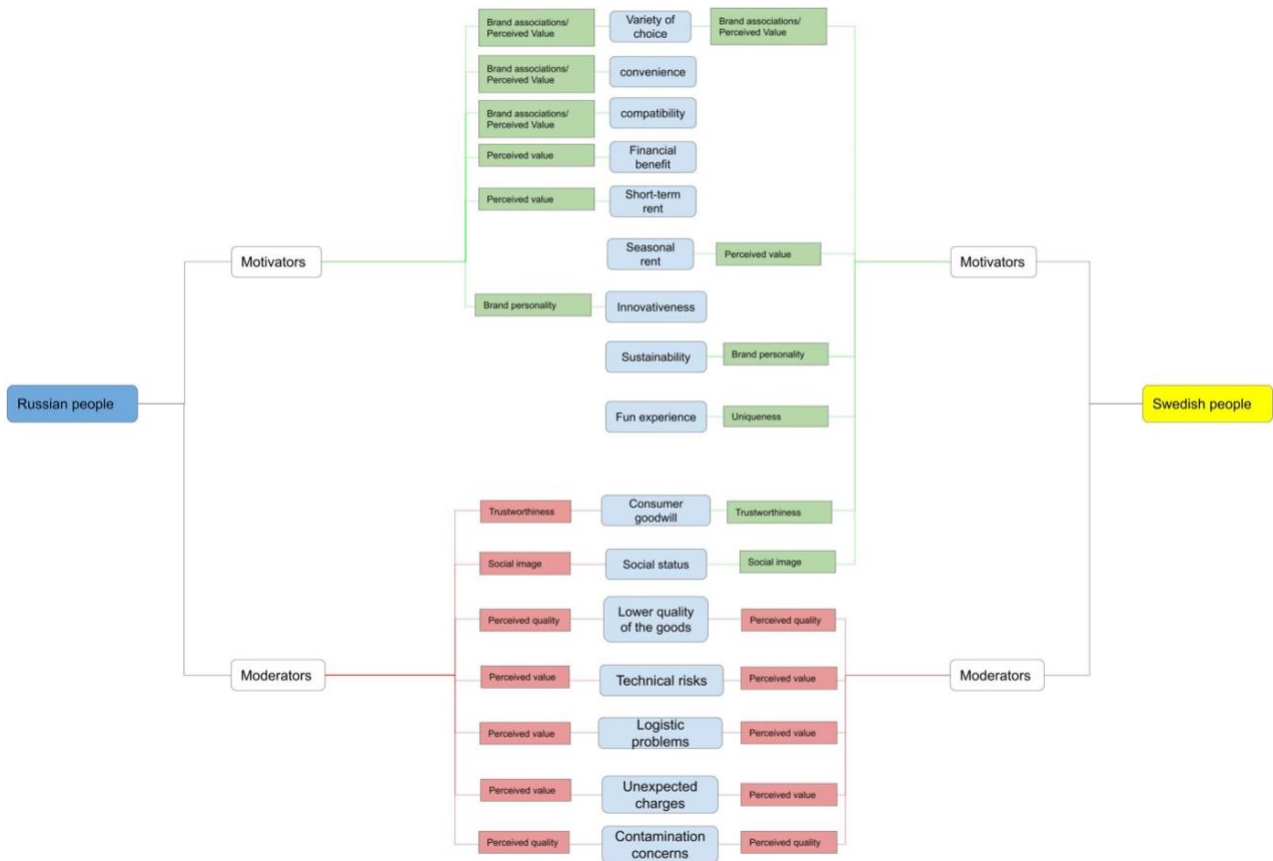 Brand associations/
Perceived Value
Variety of
choice
Brand associations/
Perceived Value
Brand associations/
Perceived Value
convenience
Brand associations/
Perceived Value
compatibility
Perceived value
Financial
benefit
Perceived value
Short-term
rent
Motivators
Seasonal
rent
Perceived value
Motivators
Brand personality
Innovativeness
Sustainability
Brand personality
Russian people
Fun experience
Uniqueness
Swedish people
Trustworthiness
Consumer
goodwill
Trustworthiness
Social image
Social status
Social image
Perceived quality
Lower quality
of the goods
Perceived quality
Moderators
Perceived value
Technical risks
Perceived value
Moderators
Perceived value
Logistic
problems
Perceived value
Perceived value
Unexpected
charges
Perceived value
Perceived quality
Contamination
concerns
Perceived quality